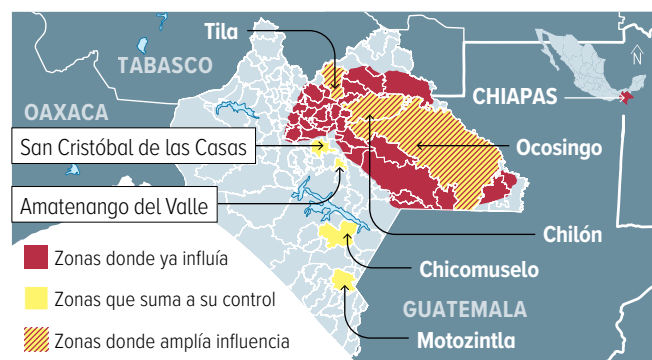 Tila
TABASCO
N
OAXACA
CHIAPAS
San Cristóbal de las Casas
Ocosingo
Amatenango del Valle
Chilón
Zonas donde ya influía
Chicomuselo
Zonas que suma a su control
GUATEMALA
Zonas donde amplía influencia
Motozintla